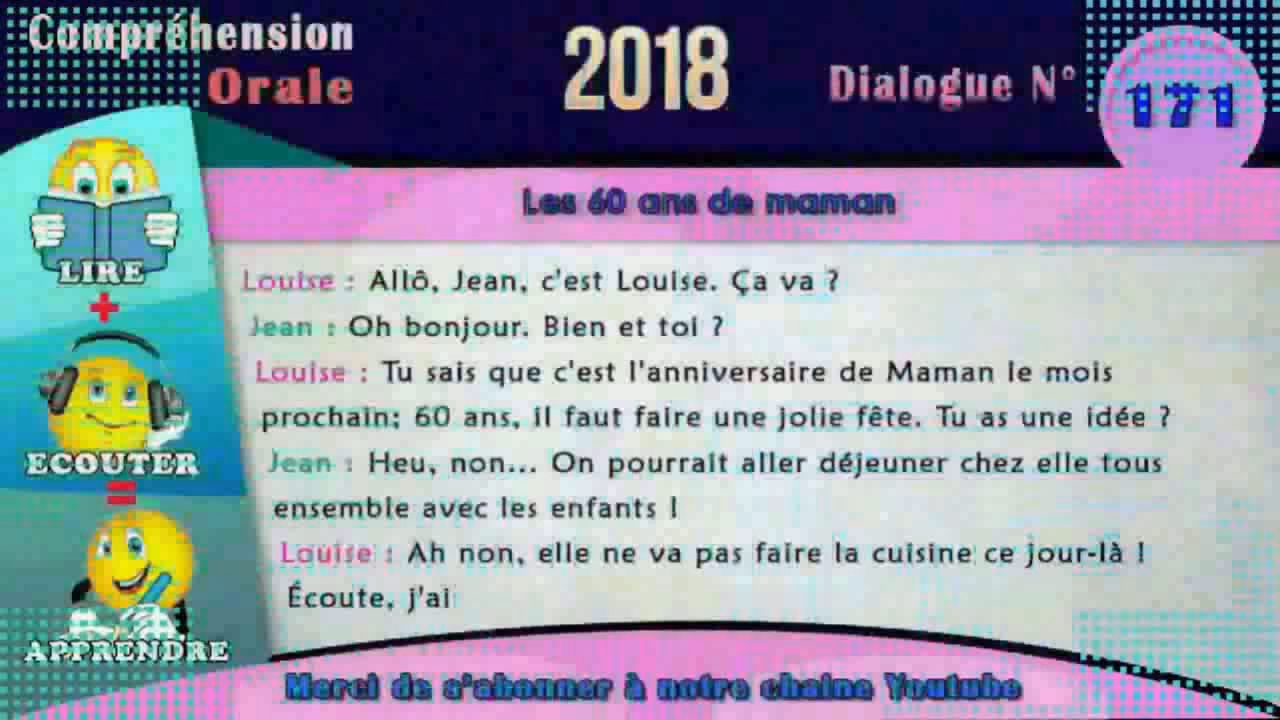 Compréhension
Orale
2018
Dialogue N°
171
Les 60 ans de maman
LIRE
+
ECOUTER
=
APPRENDRE
Louise : Allô, Jean, c'est Louise. Ça va ?
Jean : Oh bonjour. Bien et toi ?
Louise : Tu sais que c'est l'anniversaire de Maman le mois
prochain; 60 ans, il faut faire une jolie fête. Tu as une idée ?
Jean : Heu, non... On pourrait aller déjeuner chez elle tous
ensemble avec les enfants !
Louise : Ah non, elle ne va pas faire la cuisine ce jour-là !
Écoute, j'ai
Merci de s'abonner à notre chaine Youtube